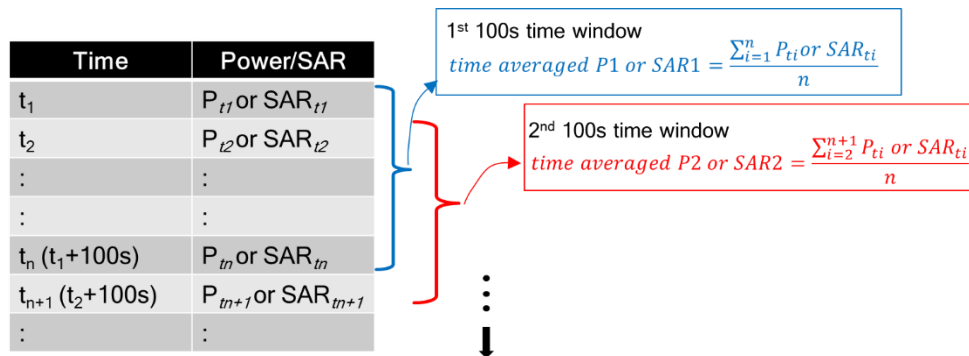 1st 100s time window
time averaged P1 or SAR1 = ∑ⁿᵢ₌₁ Pti or SARti / n
2nd 100s time window
time averaged P2 or SAR2 = ∑ⁿ⁺¹ᵢ₌₂ Pti or SARti / n
Time Power/SAR
t1 Pt1 or SARt1
t2 Pt2 or SARt2
: :
: :
tn (t1+100s) Ptn or SARtn
tn+1 (t2+100s) Ptn+1 or SARtn+1
: :